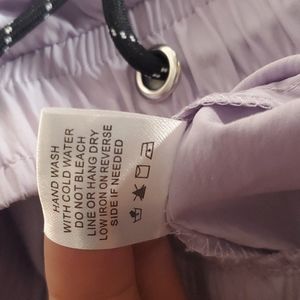 HAND WASH
WITH COLD WATER
DO NOT BLEACH
LINE OR HANG DRY
LOW IRON ON REVERSE
SIDE IF NEEDED